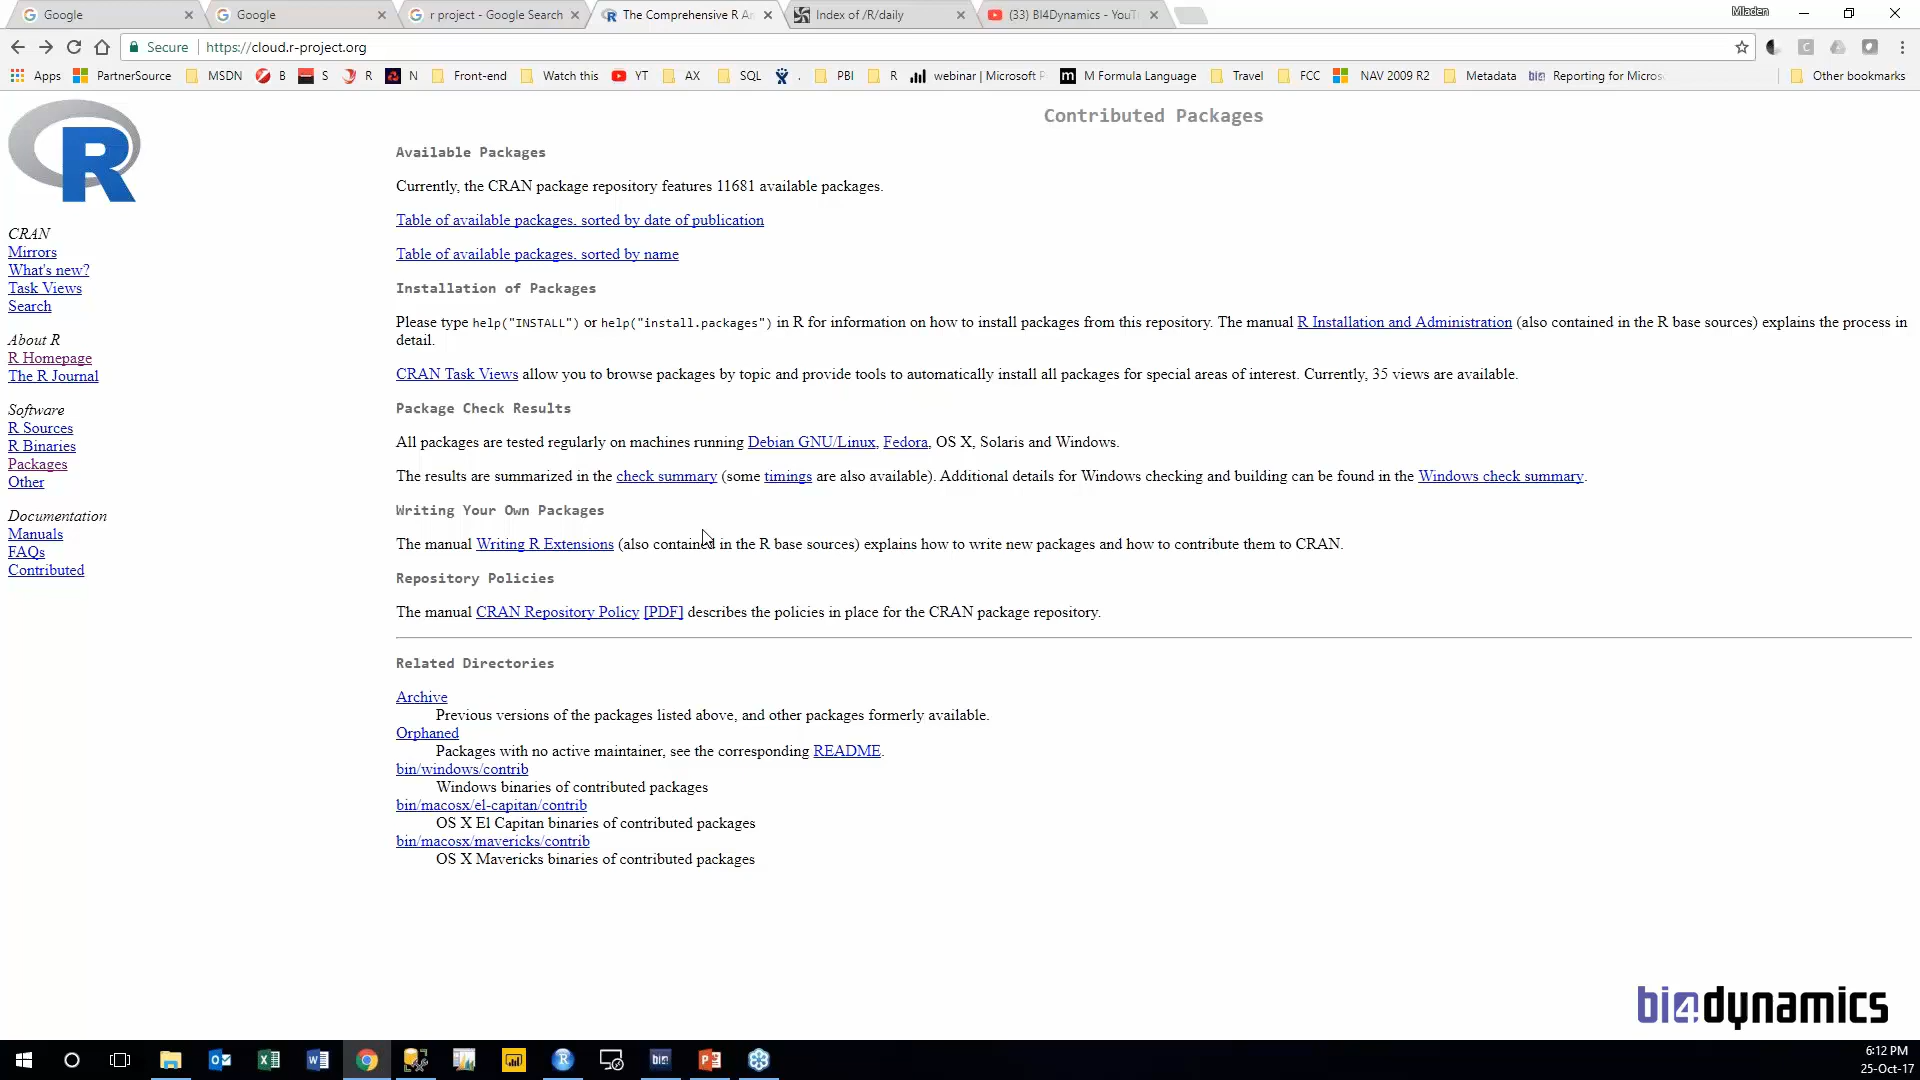 Google
Google
r project - Google Search
The Comprehensive R A
Index of /R/daily
(33) BI4Dynamics - YouT
Mladen
Secure
https://cloud.r-project.org
Apps
PartnerSource
MSDN
B
S
R
N
Front-end
Watch this
YT
AX
SQL
.
PBI
R
webinar | Microsoft P
M Formula Language
Travel
FCC
NAV 2009 R2
Metadata
Reporting for Micros
Other bookmarks
R
CRAN
Mirrors
What's new?
Task Views
Search
About R
R Homepage
The R Journal
Software
R Sources
R Binaries
Packages
Other
Documentation
Manuals
FAQs
Contributed
Contributed Packages
Available Packages
Currently, the CRAN package repository features 11681 available packages.
Table of available packages, sorted by date of publication
Table of available packages, sorted by name
Installation of Packages
Please type help("INSTALL") or help("install.packages") in R for information on how to install packages from this repository. The manual R Installation and Administration (also contained in the R base sources) explains the process in
detail.
CRAN Task Views allow you to browse packages by topic and provide tools to automatically install all packages for special areas of interest. Currently, 35 views are available.
Package Check Results
All packages are tested regularly on machines running Debian GNU/Linux, Fedora, OS X, Solaris and Windows.
The results are summarized in the check summary (some timings are also available). Additional details for Windows checking and building can be found in the Windows check summary.
Writing Your Own Packages
The manual Writing R Extensions (also contained in the R base sources) explains how to write new packages and how to contribute them to CRAN.
Repository Policies
The manual CRAN Repository Policy [PDF] describes the policies in place for the CRAN package repository.
Related Directories
Archive
Previous versions of the packages listed above, and other packages formerly available.
Orphaned
Packages with no active maintainer, see the corresponding README.
bin/windows/contrib
Windows binaries of contributed packages
bin/macosx/el-capitan/contrib
OS X El Capitan binaries of contributed packages
bin/macosx/mavericks/contrib
OS X Mavericks binaries of contributed packages
bi4dynamics
6:12 PM
25-Oct-17